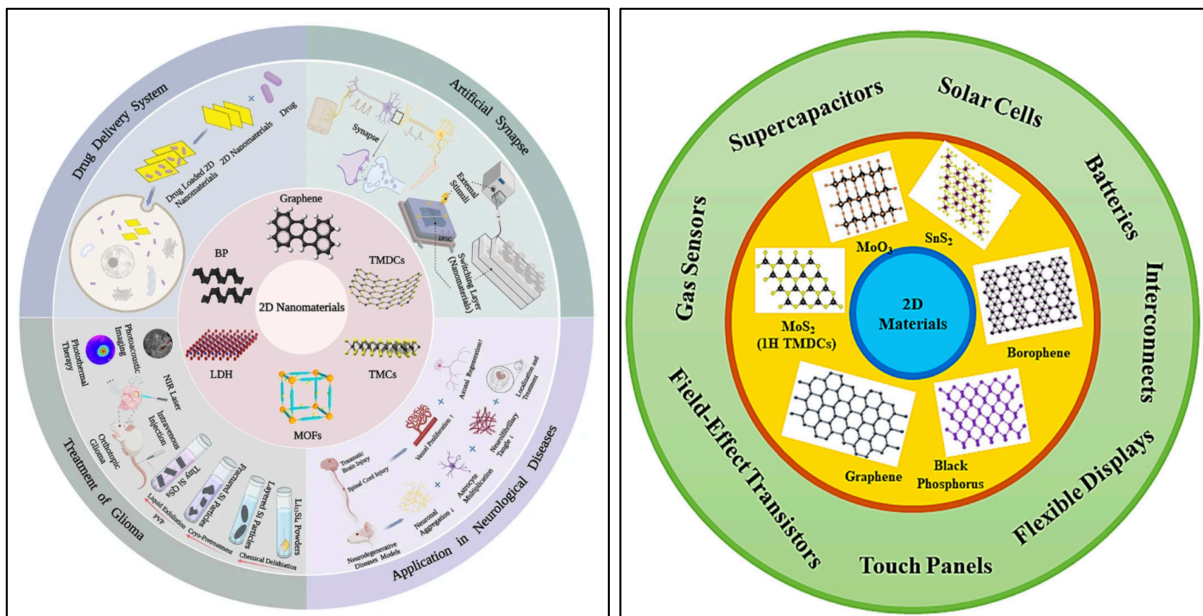 Drug Delivery System
Drug
2D Nanomaterials
Drug Loaded 2D
Nanomaterials
Artificial Synapse
Synapse
External
Stimuli
EPSC
Switching Layer
(Nanomaterials)
Graphene
BP
TMDCs
2D Nanomaterials
LDH
TMCs
MOFs
Treatment of Glioma
Photoacoustic
Imaging
Photothermal
Therapy
NIR Laser
Intravenous
Injection
Orthotopic
Glioma
Tiny Si QSs
Fractured Si
Particles
Layered Si
Particles
Li₁₃Si₄ Powders
Liquid Exfoliation
PVP
Cryo-Pretreatment
Chemical Delithiation
Application in Neurological Diseases
Axonal Regeneration↑
Localization and
Treatment
Vessel Proliferation ↑
Neurofibrillary
Tangle ↓
Traumatic
Brain Injury
Spinal Cord Injury
Astrocyte
Multiplication ↓
Neuronal
Aggregation ↓
Neurodegenerative
Diseases Models
Supercapacitors
Solar Cells
Batteries
Interconnects
Flexible Displays
Touch Panels
Field-Effect Transistors
Gas Sensors
MoO₃
SnS₂
MoS₂
(1H TMDCs)
2D
Materials
Borophene
Graphene
Black
Phosphorus